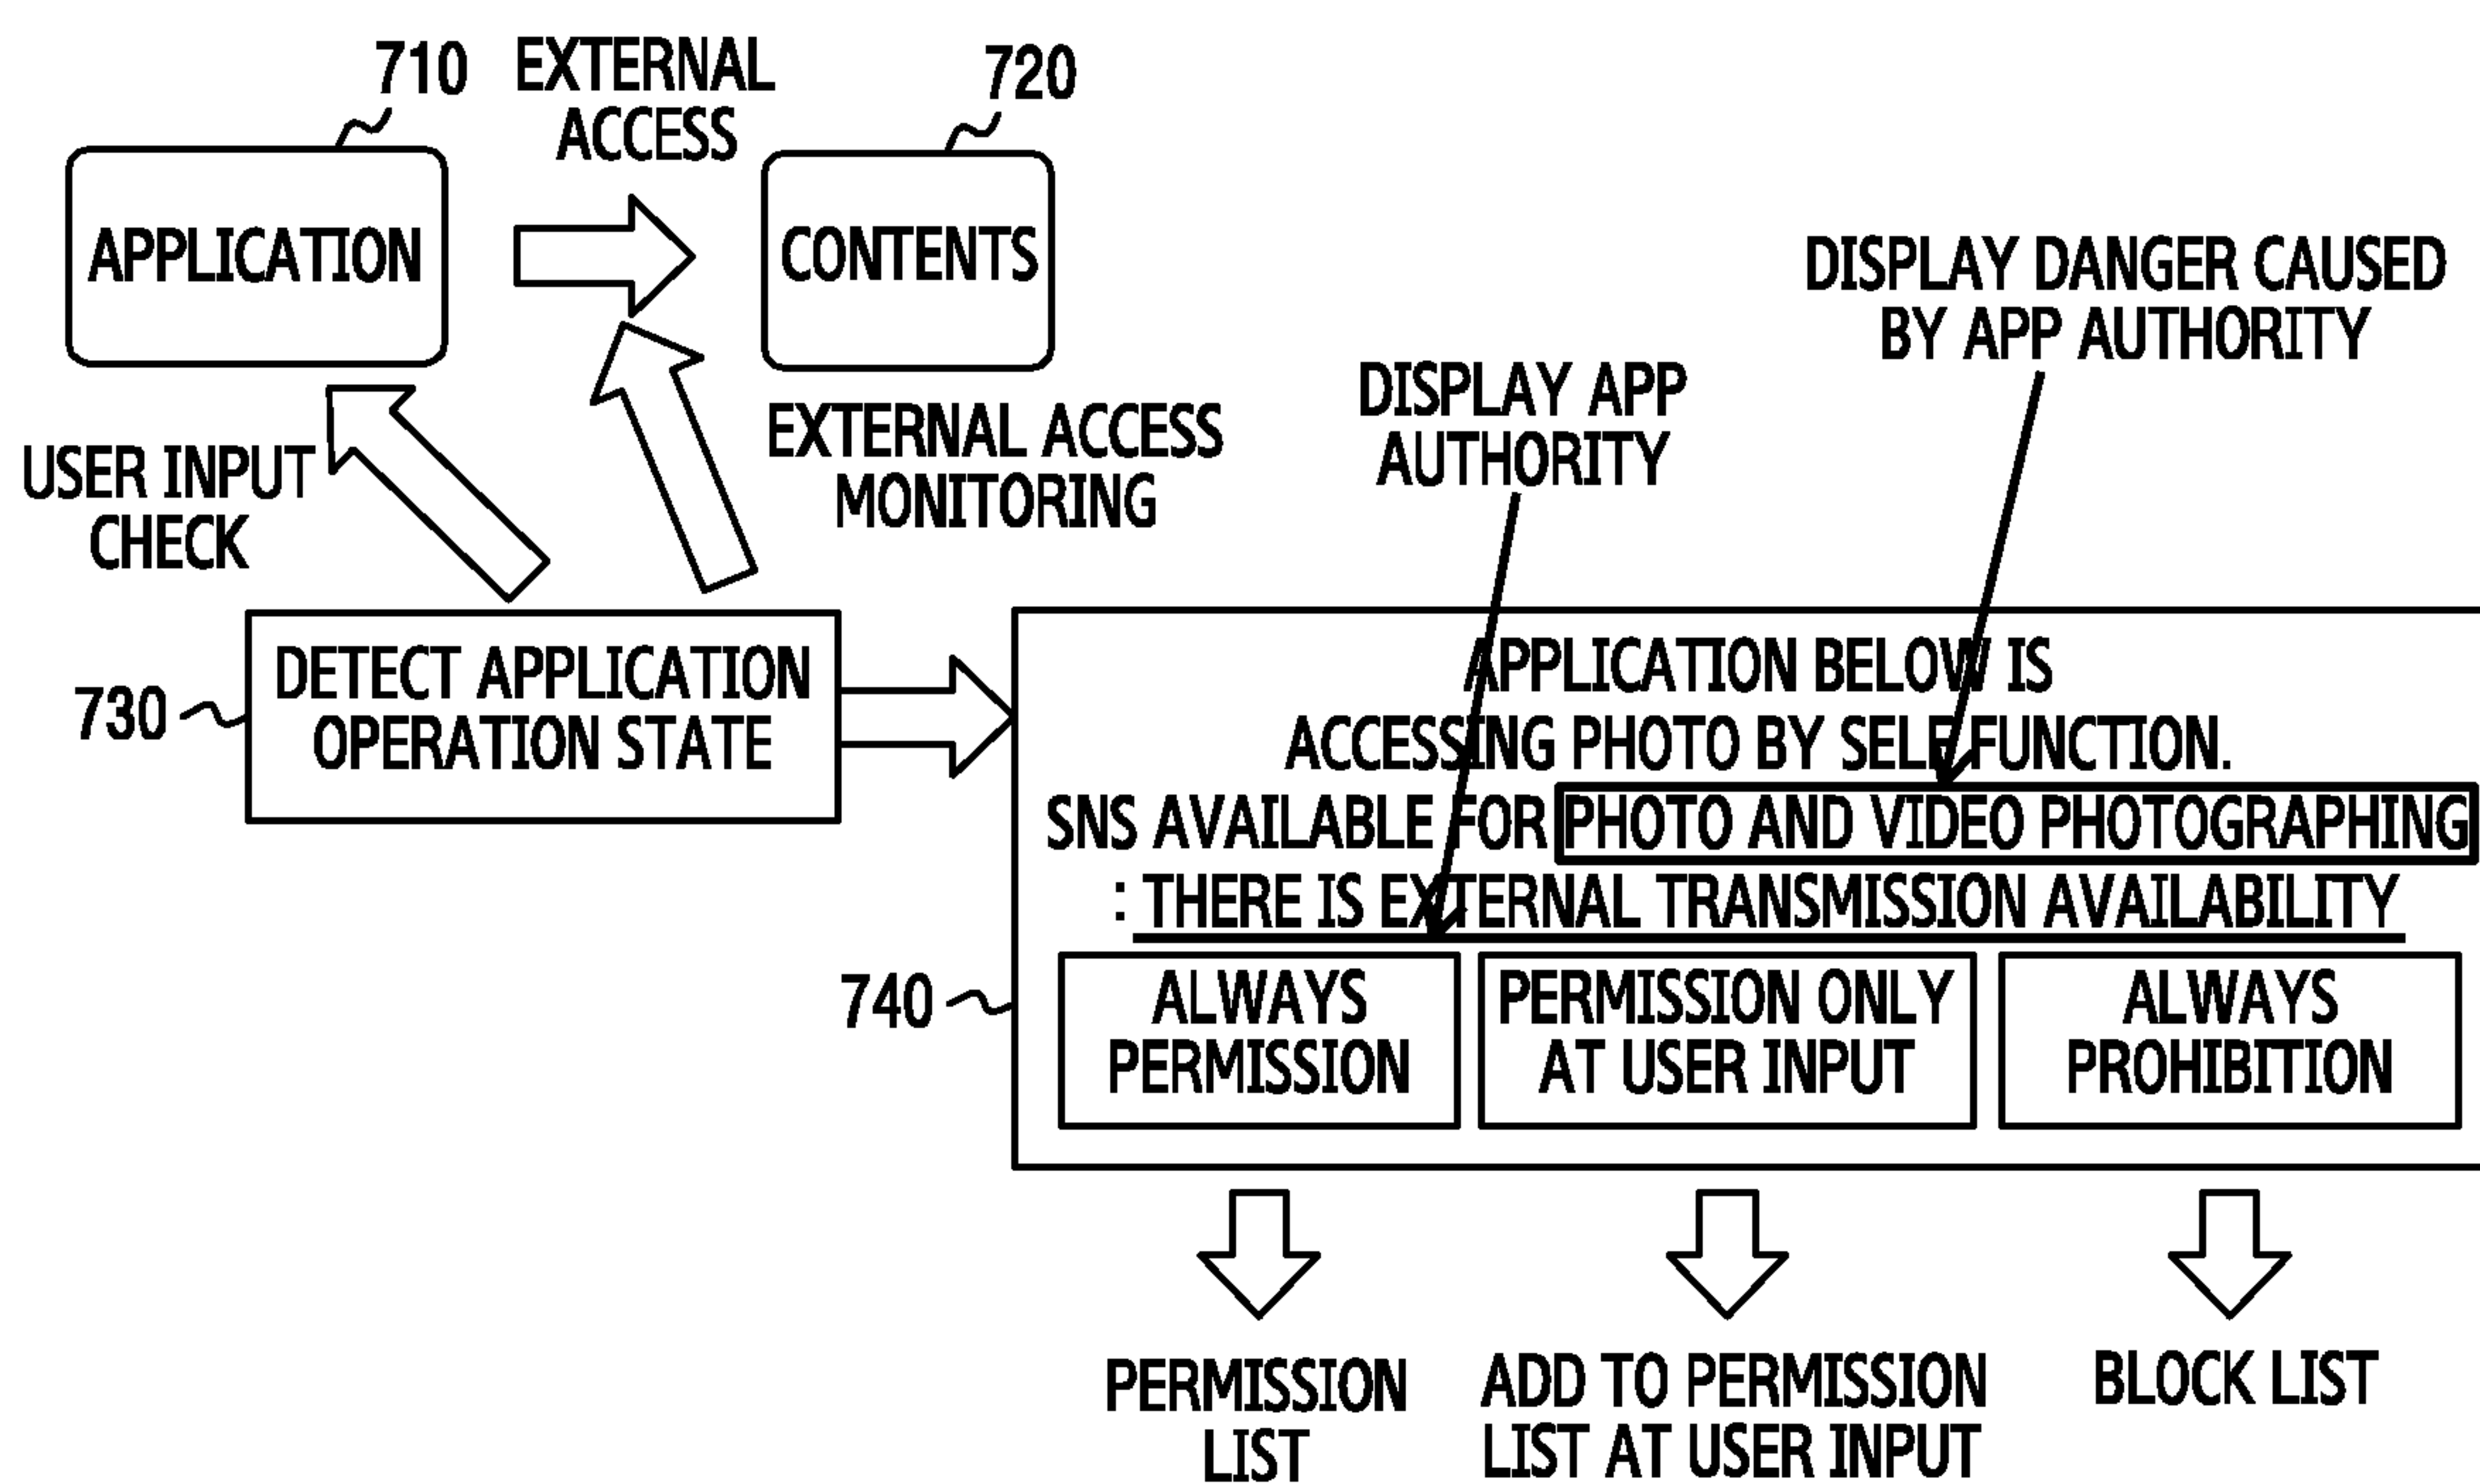 710
EXTERNAL
ACCESS
720
APPLICATION
CONTENTS
DISPLAY DANGER CAUSED
BY APP AUTHORITY
DISPLAY APP
AUTHORITY
EXTERNAL ACCESS
MONITORING
USER INPUT
CHECK
730
DETECT APPLICATION
OPERATION STATE
APPLICATION BELOW IS
ACCESSING PHOTO BY SELF FUNCTION.
SNS AVAILABLE FOR PHOTO AND VIDEO PHOTOGRAPHING
: THERE IS EXTERNAL TRANSMISSION AVAILABILITY
740
ALWAYS
PERMISSION
PERMISSION ONLY
AT USER INPUT
ALWAYS
PROHIBITION
PERMISSION
LIST
ADD TO PERMISSION
LIST AT USER INPUT
BLOCK LIST